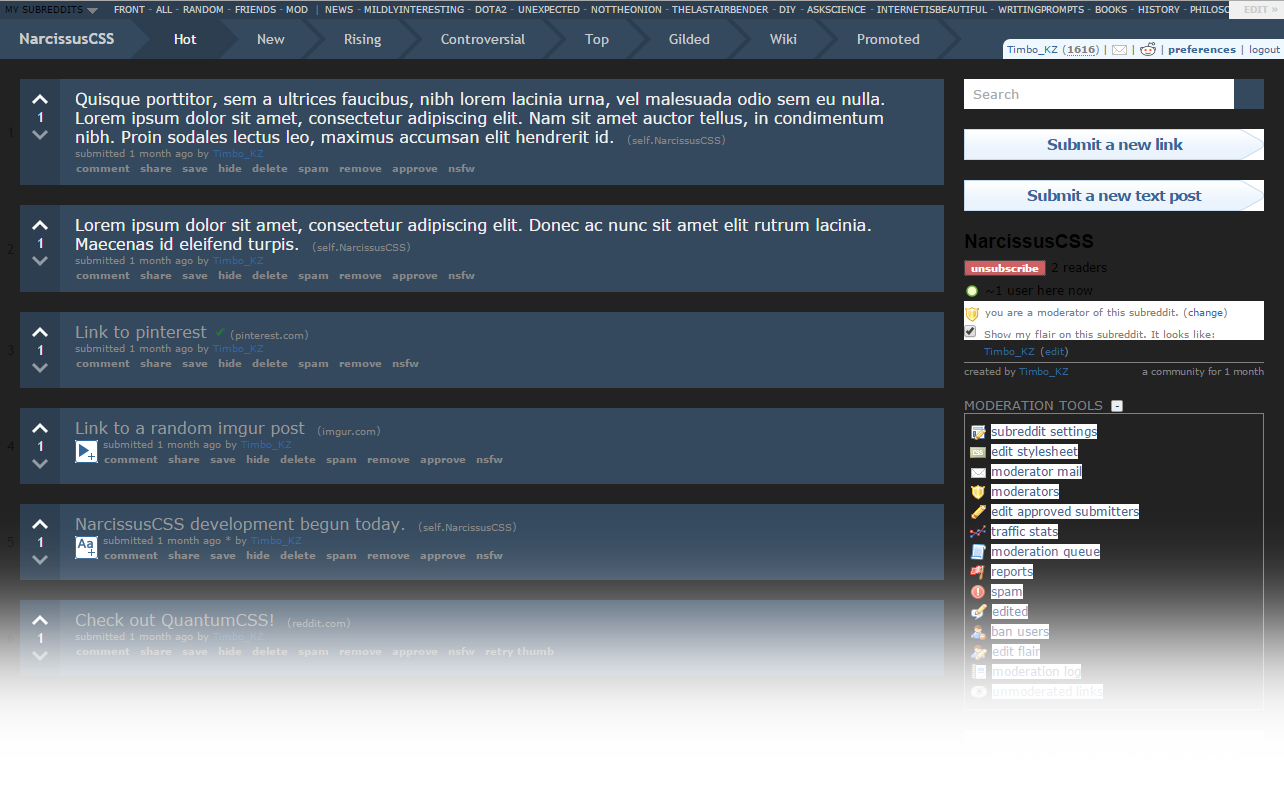 MY SUBREDDITS FRONT - ALL - RANDOM - FRIENDS - MOD | NEWS - MILDLYINTERESTING - DOTA2 - UNEXPECTED - NOTTHEONION - THELASTAIRBENDER - DIY - ASKSCIENCE - INTERNETISBEAUTIFUL - WRITINGPROMPTS - BOOKS - HISTORY - PHILOSO EDIT »
NarcissusCSS Hot New Rising Controversial Top Gilded Wiki Promoted
Timbo_KZ (1616) | | | preferences | logout
1
1
Quisque porttitor, sem a ultrices faucibus, nibh lorem lacinia urna, vel malesuada odio sem eu nulla.
Lorem ipsum dolor sit amet, consectetur adipiscing elit. Nam sit amet auctor tellus, in condimentum
nibh. Proin sodales lectus leo, maximus accumsan elit hendrerit id. (self.NarcissusCSS)
submitted 1 month ago by Timbo_KZ
comment share save hide delete spam remove approve nsfw
2
1
Lorem ipsum dolor sit amet, consectetur adipiscing elit. Donec ac nunc sit amet elit rutrum lacinia.
Maecenas id eleifend turpis. (self.NarcissusCSS)
submitted 1 month ago by Timbo_KZ
comment share save hide delete spam remove approve nsfw
3
1
Link to pinterest ✓ (pinterest.com)
submitted 1 month ago by Timbo_KZ
comment share save hide delete spam remove approve nsfw
4
1
Link to a random imgur post (imgur.com)
submitted 1 month ago by Timbo_KZ
comment share save hide delete spam remove approve nsfw
5
1
NarcissusCSS development begun today. (self.NarcissusCSS)
Aa+
submitted 1 month ago * by Timbo_KZ
comment share save hide delete spam remove approve nsfw
6
1
Check out QuantumCSS! (reddit.com)
submitted 1 month ago by Timbo_KZ
comment share save hide delete spam remove approve nsfw retry thumb
Search
Submit a new link
Submit a new text post
NarcissusCSS
unsubscribe 2 readers
~1 user here now
you are a moderator of this subreddit. (change)
Show my flair on this subreddit. It looks like:
Timbo_KZ (edit)
created by Timbo_KZ a community for 1 month
MODERATION TOOLS -
subreddit settings
CSS edit stylesheet
moderator mail
moderators
edit approved submitters
traffic stats
moderation queue
reports
spam
edited
ban users
edit flair
moderation log
unmoderated links